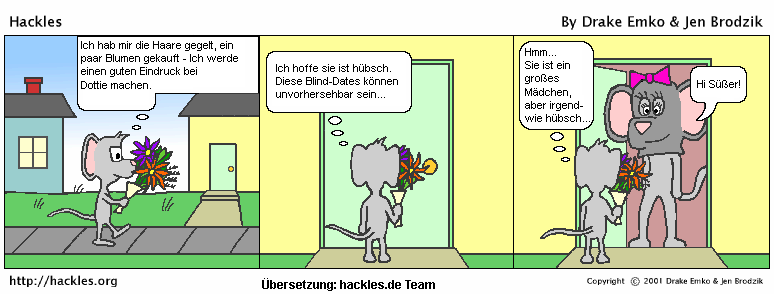 Hackles
By Drake Emko & Jen Brodzik
Ich hab mir die Haare gegelt, ein
paar Blumen gekauft - Ich werde
einen guten Eindruck bei
Dottie machen.
Ich hoffe sie ist hübsch.
Diese Blind-Dates können
unvorhersehbar sein...
Hmm...
Sie ist ein
großes
Mädchen,
aber irgend-
wie hübsch...
Hi Süßer!
http://hackles.org
Übersetzung: hackles.de Team
Copyright © 2001 Drake Emko & Jen Brodzik